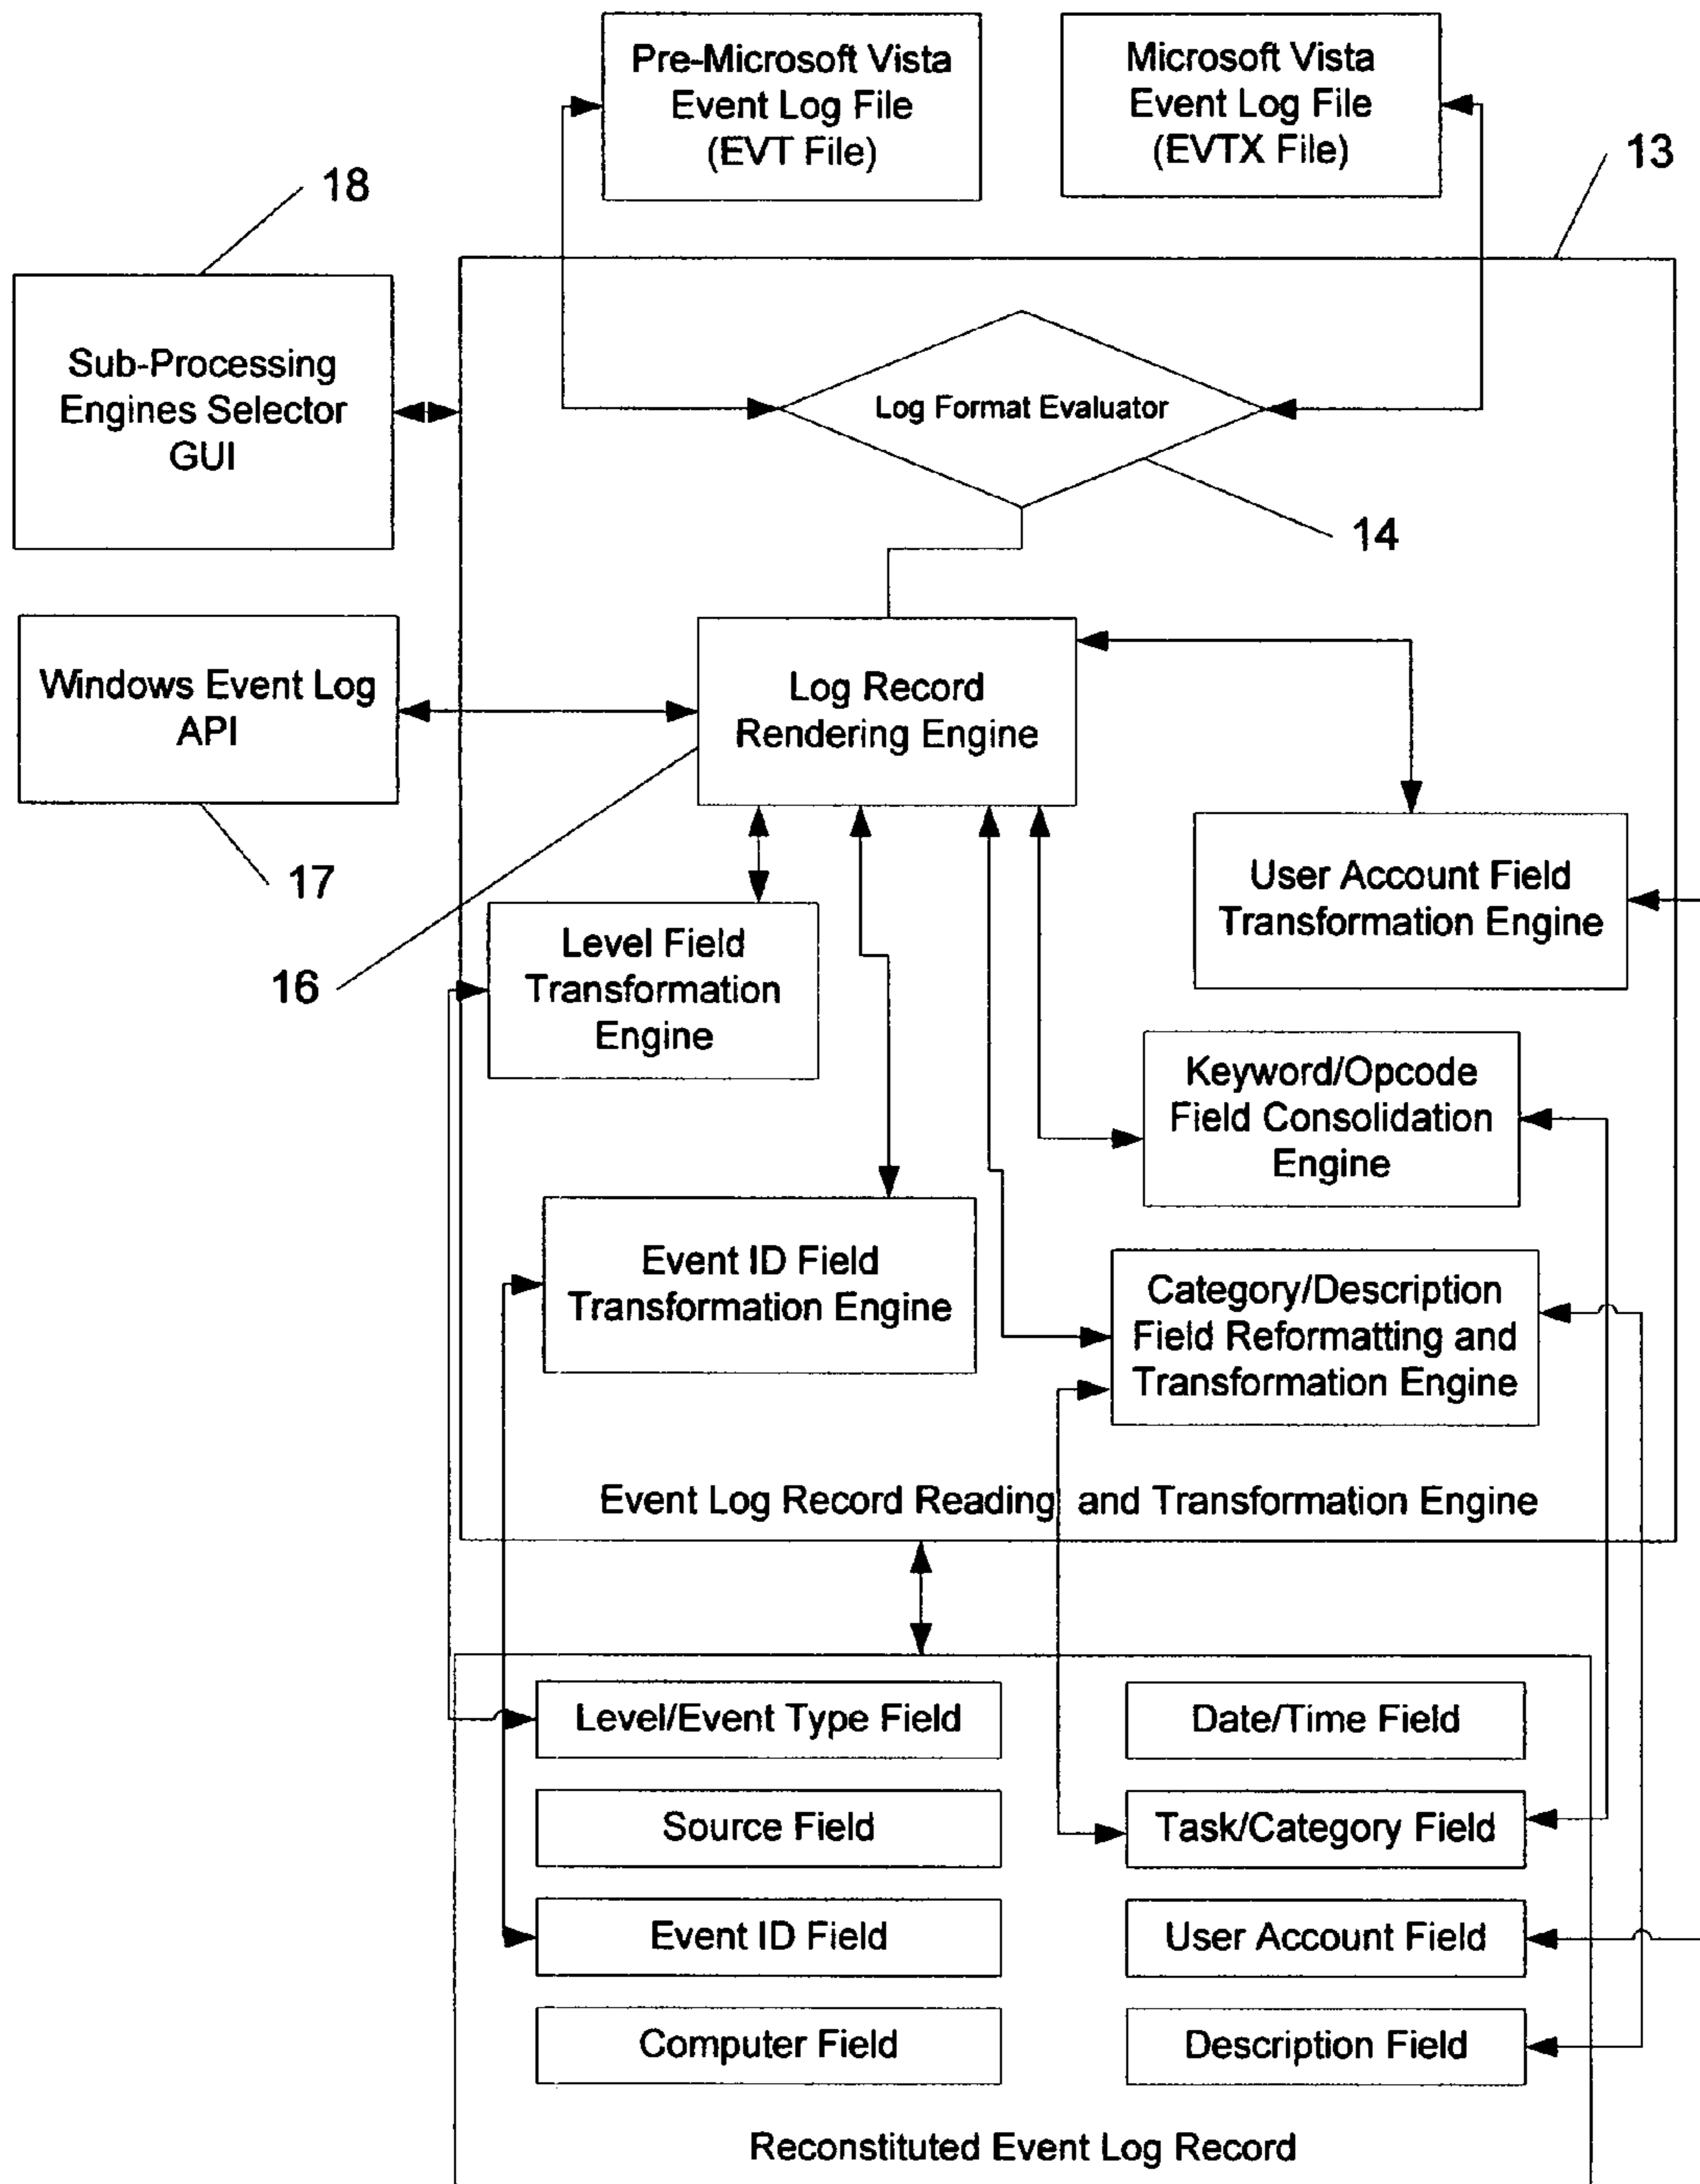 Pre-Microsoft Vista
Event Log File
(EVT File)
Microsoft Vista
Event Log File
(EVTX File)
13
18
Sub-Processing
Engines Selector
GUI
Log Format Evaluator
14
Windows Event Log
API
17
Log Record
Rendering Engine
16
User Account Field
Transformation Engine
Level Field
Transformation
Engine
Keyword/Opcode
Field Consolidation
Engine
Event ID Field
Transformation Engine
Category/Description
Field Reformatting and
Transformation Engine
Event Log Record Reading and Transformation Engine
Level/Event Type Field
Date/Time Field
Source Field
Task/Category Field
Event ID Field
User Account Field
Computer Field
Description Field
Reconstituted Event Log Record